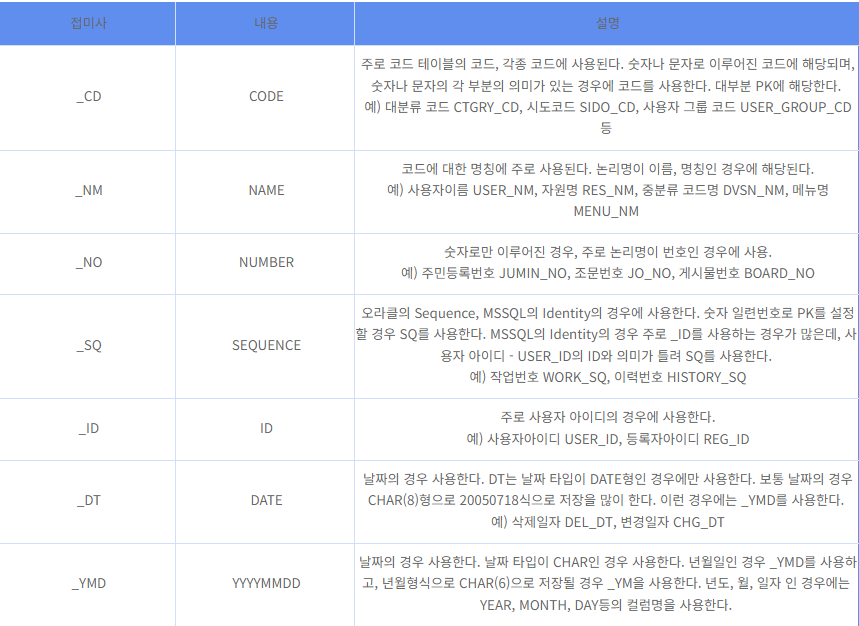 접미사 내용 설명
_CD CODE 주로 코드 테이블의 코드, 각종 코드에 사용된다. 숫자나 문자로 이루어진 코드에 해당되며,
숫자나 문자의 각 부분의 의미가 있는 경우에 코드를 사용한다. 대부분 PK에 해당한다.
예) 대분류 코드 CTGRY_CD, 시도코드 SIDO_CD, 사용자 그룹 코드 USER_GROUP_CD
등
_NM NAME 코드에 대한 명칭에 주로 사용된다. 논리명이 이름, 명칭인 경우에 해당된다.
예) 사용자이름 USER_NM, 자원명 RES_NM, 중분류 코드명 DVSN_NM, 메뉴명
MENU_NM
_NO NUMBER 숫자로만 이루어진 경우, 주로 논리명이 번호인 경우에 사용.
예) 주민등록번호 JUMIN_NO, 조문번호 JO_NO, 게시물번호 BOARD_NO
_SQ SEQUENCE 오라클의 Sequence, MSSQL의 Identity의 경우에 사용한다. 숫자 일련번호로 PK를 설정
할 경우 SQ를 사용한다. MSSQL의 Identity의 경우 주로 _ID를 사용하는 경우가 많은데, 사
용자 아이디 - USER_ID의 ID와 의미가 틀려 SQ를 사용한다.
예) 작업번호 WORK_SQ, 이력번호 HISTORY_SQ
_ID ID 주로 사용자 아이디의 경우에 사용한다.
예) 사용자아이디 USER_ID, 등록자아이디 REG_ID
_DT DATE 날짜의 경우 사용한다. DT는 날짜 타입이 DATE형인 경우에만 사용한다. 보통 날짜의 경우
CHAR(8)형으로 20050718식으로 저장을 많이 한다. 이런 경우에는 _YMD를 사용한다.
예) 삭제일자 DEL_DT, 변경일자 CHG_DT
_YMD YYYYMMDD 날짜의 경우 사용한다. 날짜 타입이 CHAR인 경우 사용한다. 년월일인 경우 _YMD를 사용하
고, 년월형식으로 CHAR(6)으로 저장될 경우 _YM을 사용한다. 년도, 월, 일자 인 경우에는
YEAR, MONTH, DAY등의 컬럼명을 사용한다.